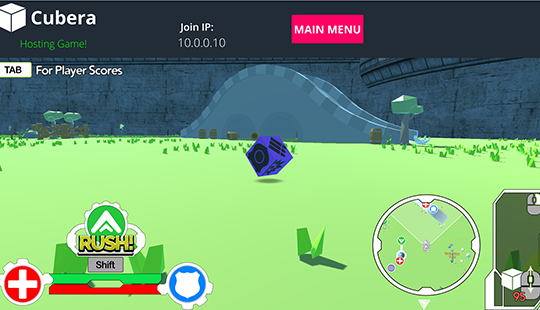 Cubera
Hosting Game!
Join IP:
10.0.0.10
MAIN MENU
TAB For Player Scores
RUSH!
Shift
95